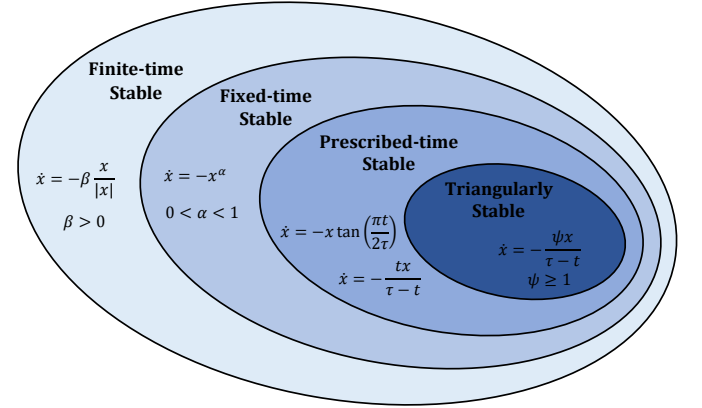 Finite-time
Stable
ẋ = −β x/|x|
β > 0
Fixed-time
Stable
ẋ = −x^α
0 < α < 1
Prescribed-time
Stable
ẋ = −x tan(πt/2τ)
ẋ = − tx/(τ − t)
Triangularly
Stable
ẋ = − ψx/(τ − t)
ψ ≥ 1